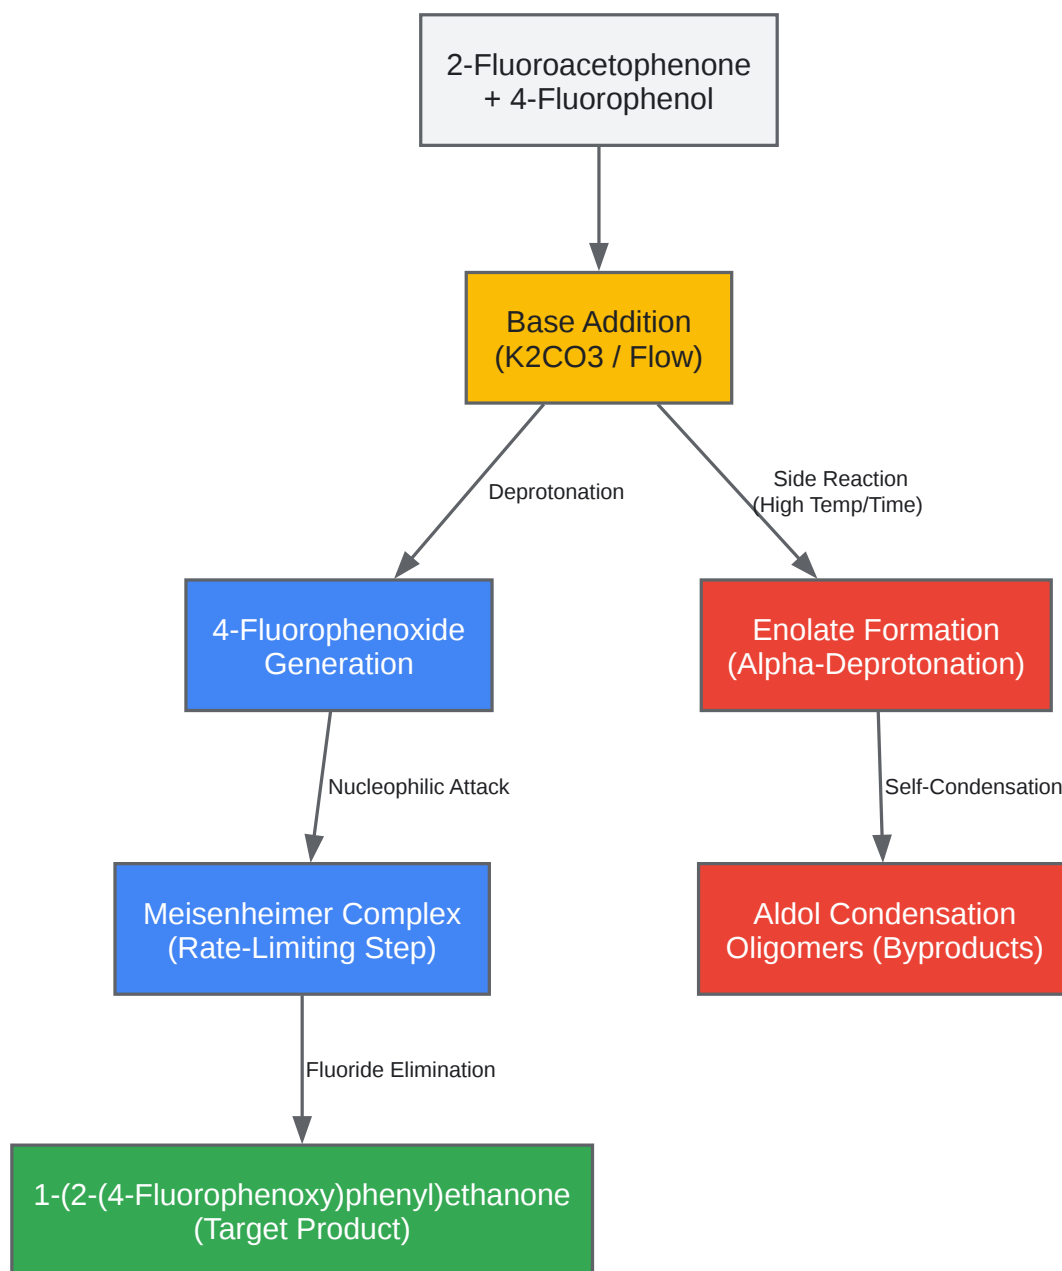 2-Fluoroacetophenone
+ 4-Fluorophenol
Base Addition
(K2CO3 / Flow)
Deprotonation
Side Reaction
(High Temp/Time)
4-Fluorophenoxide
Generation
Enolate Formation
(Alpha-Deprotonation)
Nucleophilic Attack
Self-Condensation
Meisenheimer Complex
(Rate-Limiting Step)
Aldol Condensation
Oligomers (Byproducts)
Fluoride Elimination
1-(2-(4-Fluorophenoxy)phenyl)ethanone
(Target Product)